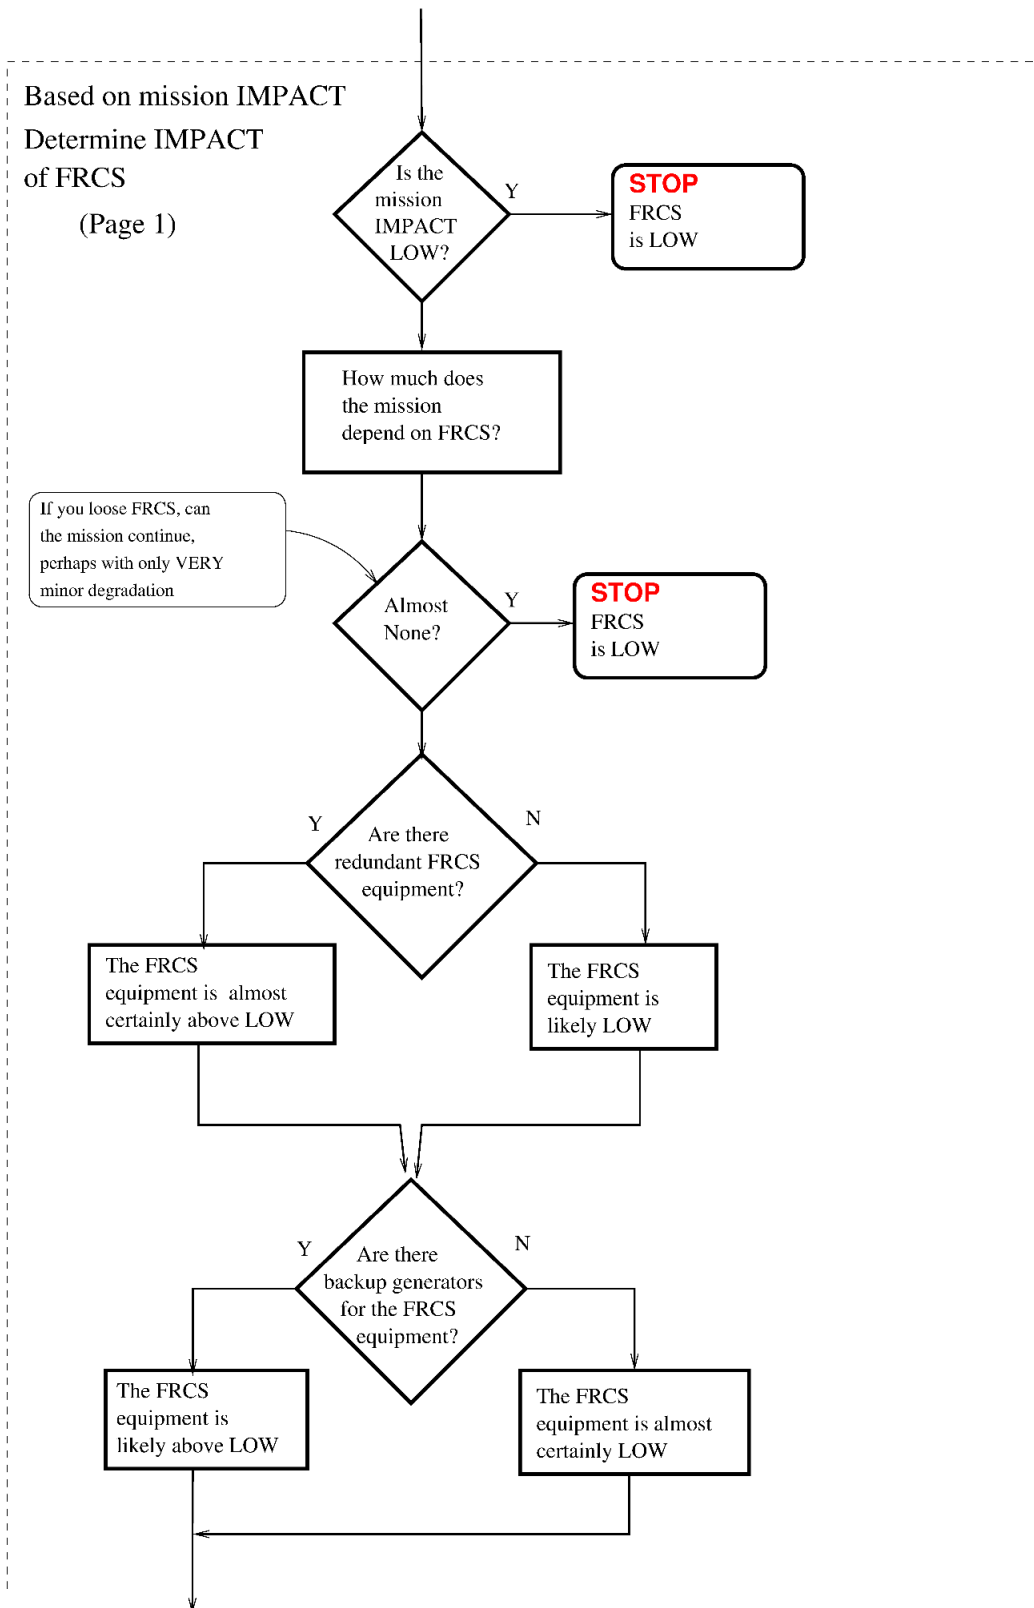 Based on mission IMPACT
Determine IMPACT
of FRCS
(Page 1)
Is the
mission
IMPACT
LOW?
Y
STOP
FRCS
is LOW
How much does
the mission
depend on FRCS?
If you loose FRCS, can
the mission continue,
perhaps with only VERY
minor degradation
Almost
None?
Y
STOP
FRCS
is LOW
Y
Are there
redundant FRCS
equipment?
N
The FRCS
equipment is almost
certainly above LOW
The FRCS
equipment is
likely LOW
Y
Are there
backup generators
for the FRCS
equipment?
N
The FRCS
equipment is
likely above LOW
The FRCS
equipment is almost
certainly LOW